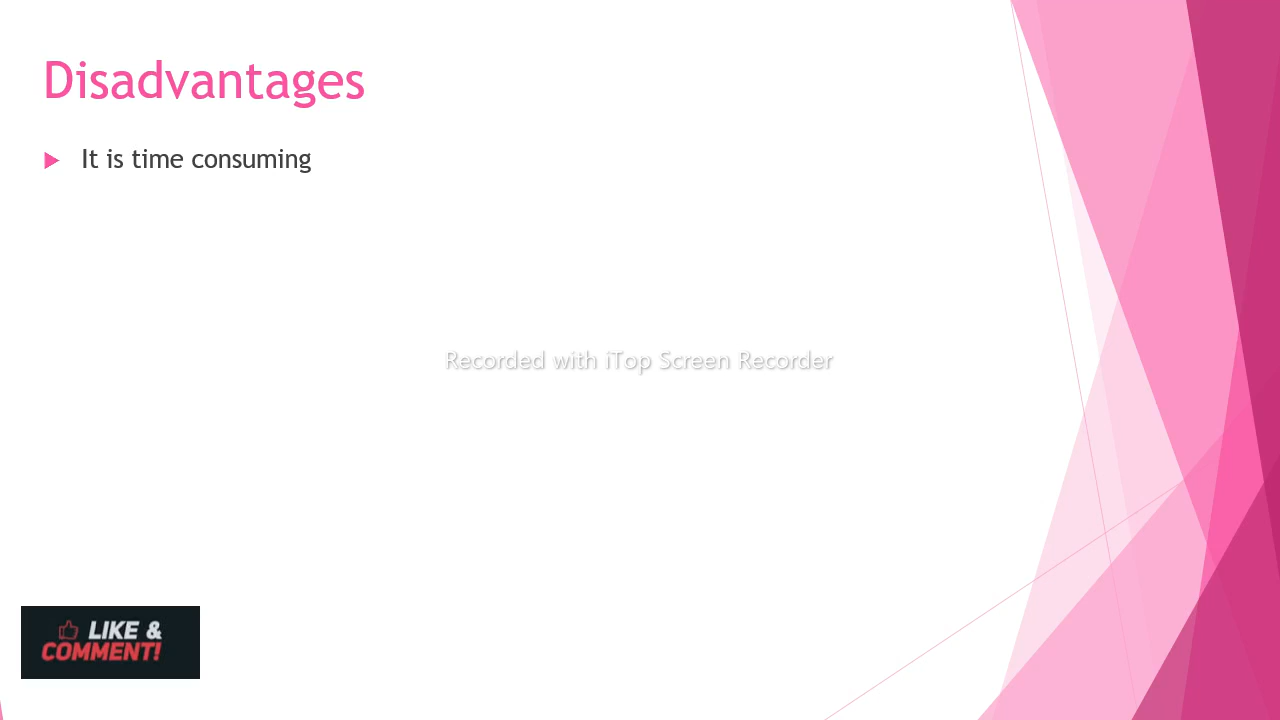 Disadvantages
It is time consuming
Recorded with iTop Screen Recorder
LIKE &
COMMENT!